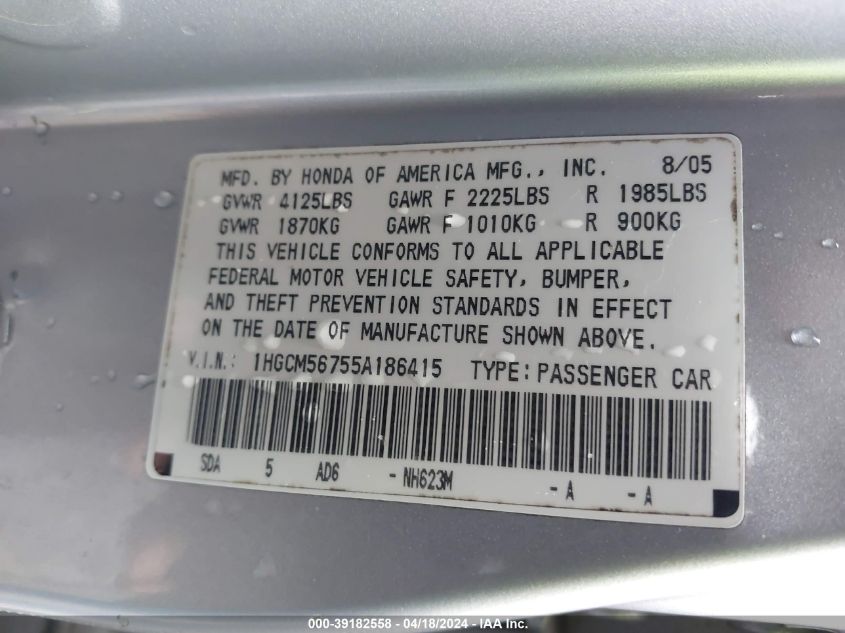 MFD. BY HONDA OF AMERICA MFG., INC. 8/05
GVWR 4125LBS GAWR F 2225LBS R 1985LBS
GVWR 1870KG GAWR F 1010KG R 900KG
THIS VEHICLE CONFORMS TO ALL APPLICABLE
FEDERAL MOTOR VEHICLE SAFETY, BUMPER,
AND THEFT PREVENTION STANDARDS IN EFFECT
ON THE DATE OF MANUFACTURE SHOWN ABOVE.
V.I.N.: 1HGCM56755A186415 TYPE: PASSENGER CAR
SDA 5 AD6 - NH623M - A - A
000-39182558 - 04/18/2024 - IAA Inc.